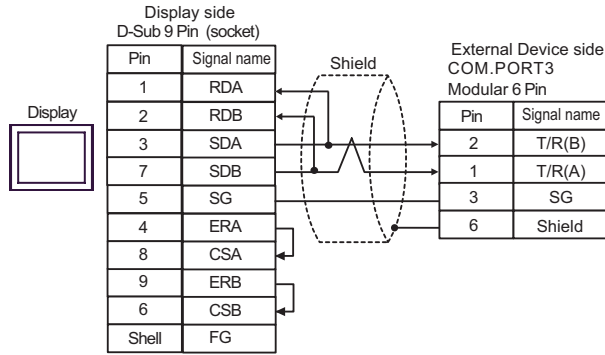 Display side
D-Sub 9 Pin (socket)
Pin Signal name
1 RDA
2 RDB
3 SDA
7 SDB
5 SG
4 ERA
8 CSA
9 ERB
6 CSB
Shell FG
Display
Shield
External Device side
COM.PORT3
Modular 6 Pin
Pin Signal name
2 T/R(B)
1 T/R(A)
3 SG
6 Shield